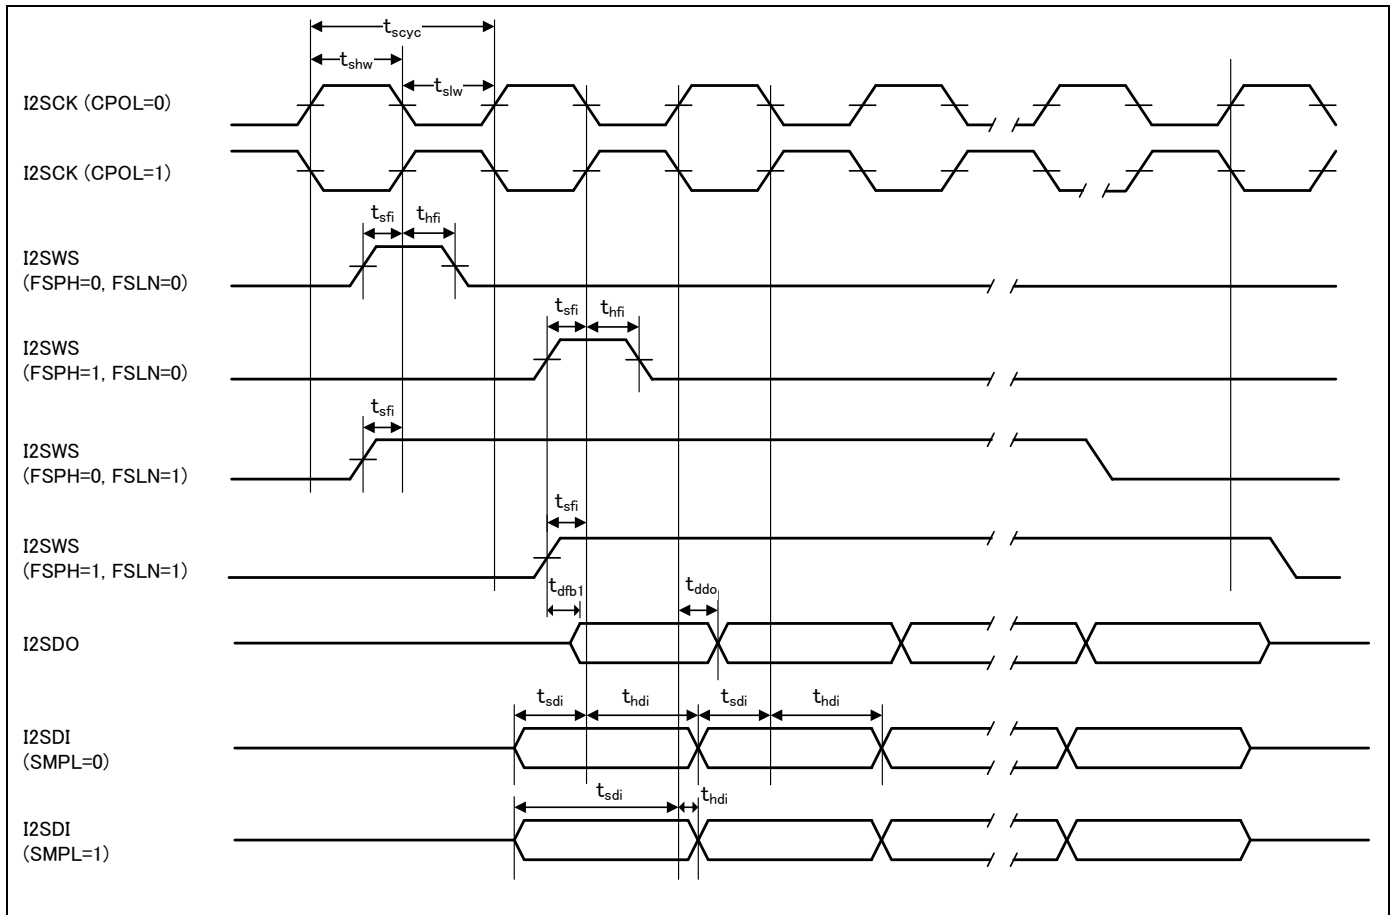 tscyc
tshw
tslw
I2SCK (CPOL=0)
I2SCK (CPOL=1)
tsfi thfi
I2SWS
(FSPH=0, FSLN=0)
tsfi thfi
I2SWS
(FSPH=1, FSLN=0)
tsfi
I2SWS
(FSPH=0, FSLN=1)
tsfi
I2SWS
(FSPH=1, FSLN=1)
tdfb1 tddo
I2SDO
tsdi thdi tsdi thdi
I2SDI
(SMPL=0)
tsdi thdi
I2SDI
(SMPL=1)